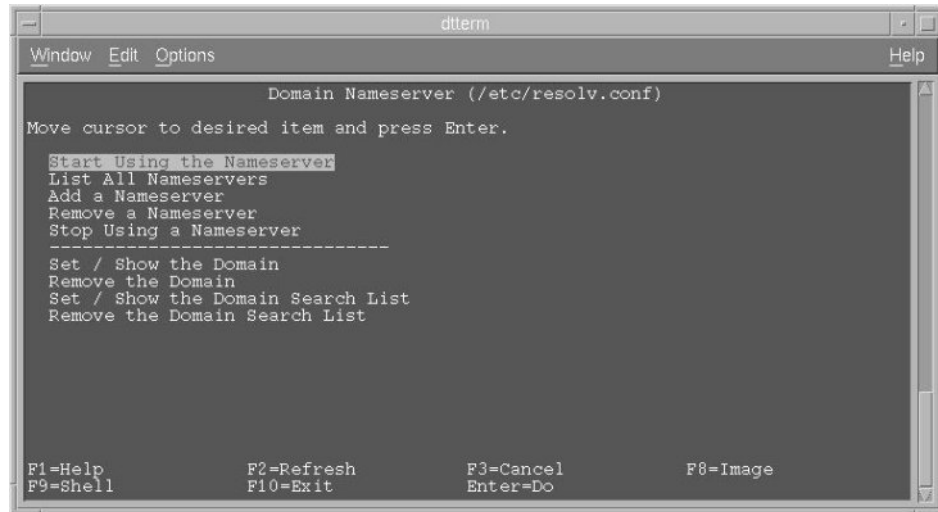 dtterm
Window Edit Options Help
Domain Nameserver (/etc/resolv.conf)
Move cursor to desired item and press Enter.
Start Using the Nameserver
List All Nameservers
Add a Nameserver
Remove a Nameserver
Stop Using a Nameserver
-------------------------------
Set / Show the Domain
Remove the Domain
Set / Show the Domain Search List
Remove the Domain Search List
F1=Help F2=Refresh F3=Cancel F8=Image
F9=Shell F10=Exit Enter=Do